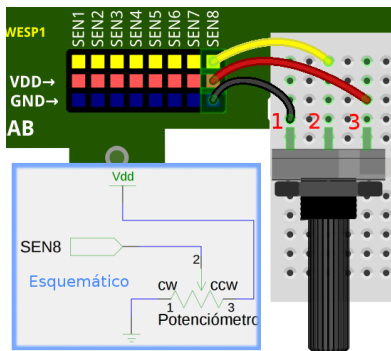 SEN1
SEN2
SEN3
SEN4
SEN5
SEN6
SEN7
SEN8
WESP1
VDD→
GND→
AB
1 2 3
Vdd
SEN8
2
Esquemático
CW CCW
1 3
Potenciómetro